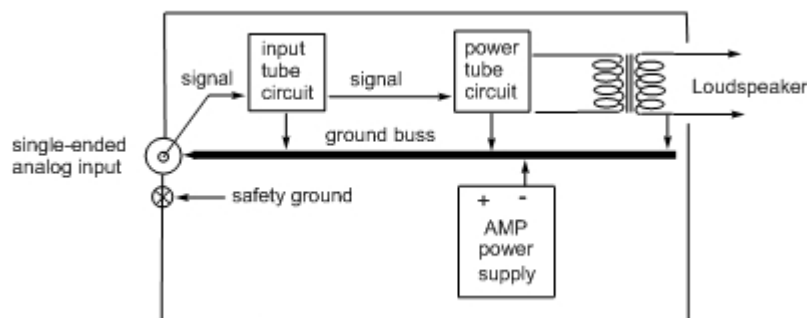 input
tube
circuit
power
tube
circuit
signal
signal
Loudspeaker
single-ended
analog input
ground buss
safety ground
+ -
AMP
power
supply